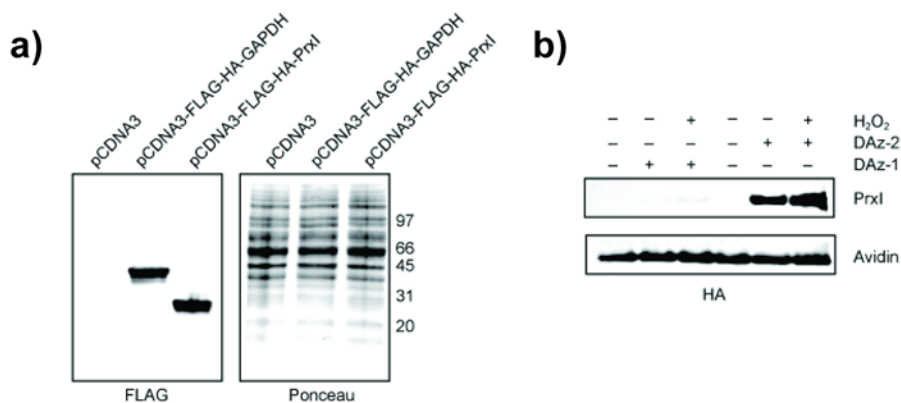 a)
pCDNA3
pCDNA3-FLAG-HA-GAPDH
pCDNA3-FLAG-HA-PrxI
pCDNA3
pCDNA3-FLAG-HA-GAPDH
pCDNA3-FLAG-HA-PrxI
97
66
45
31
20
FLAG
Ponceau
b)
– – + – – + H₂O₂
– – – – + + DAz-2
– + + – – – DAz-1
PrxI
Avidin
HA